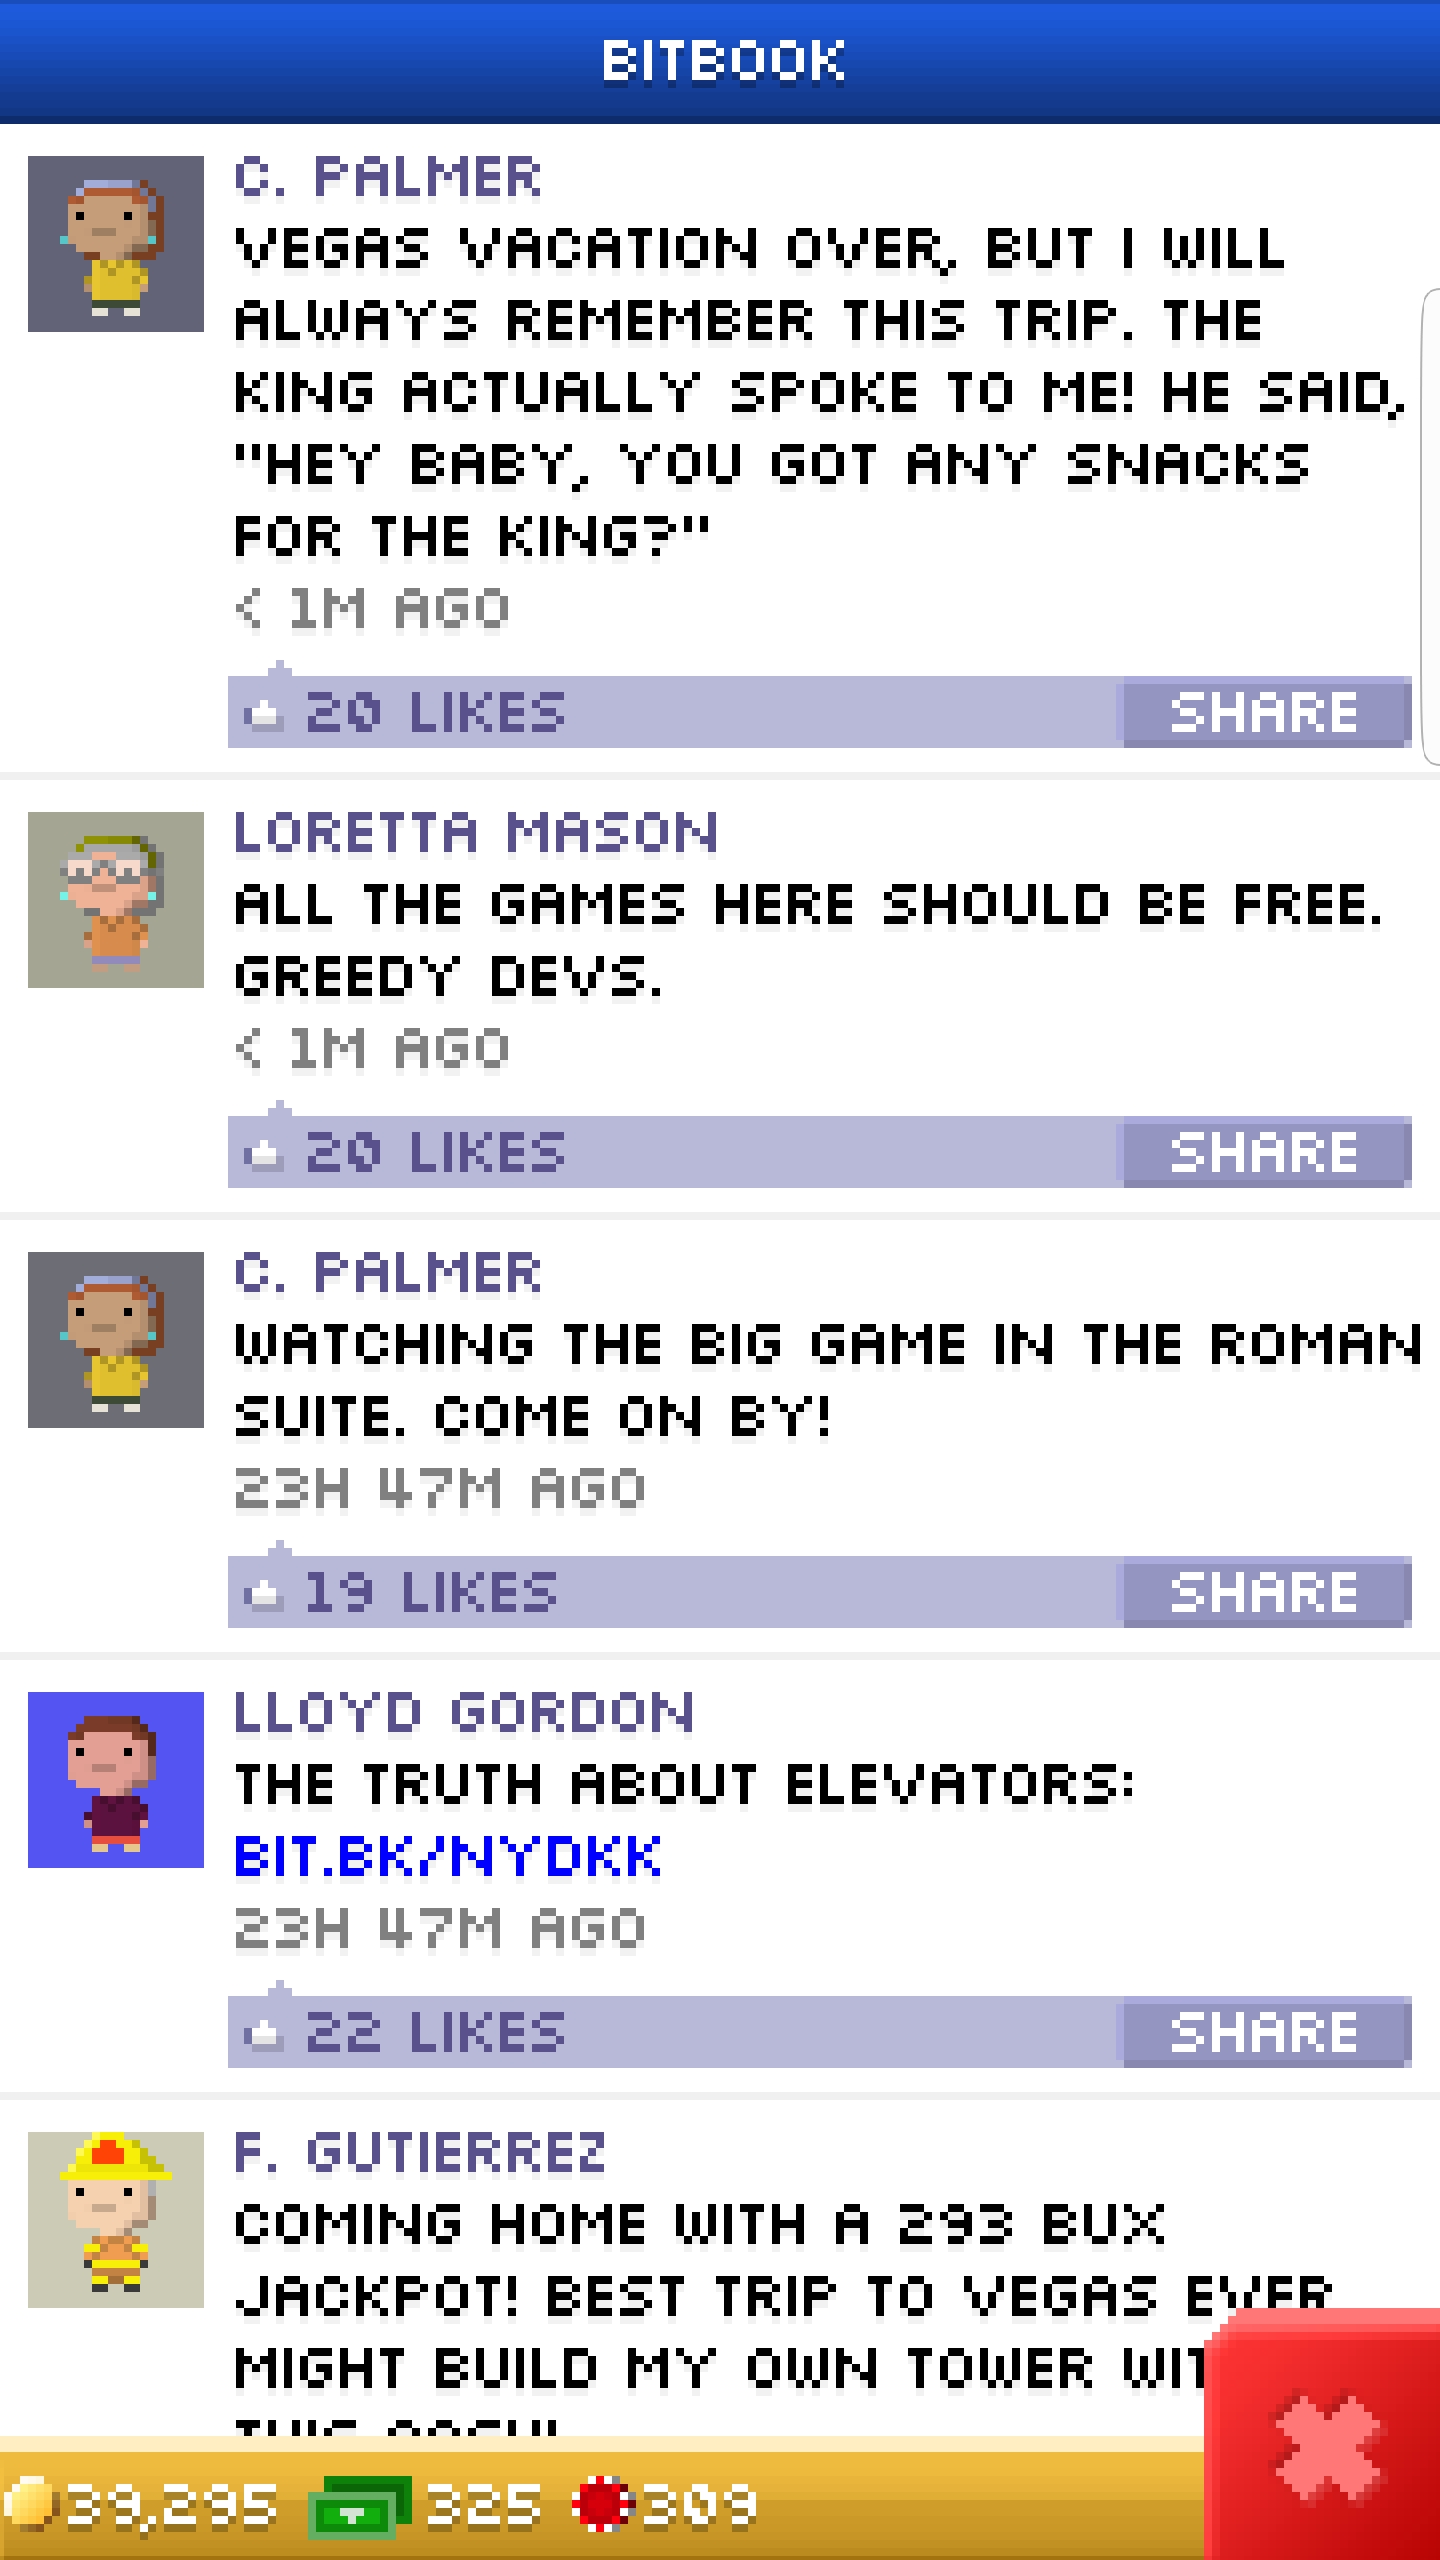 BITBOOK
C. PALMER
VEGAS VACATION OVER, BUT I WILL
ALWAYS REMEMBER THIS TRIP. THE
KING ACTUALLY SPOKE TO ME! HE SAID,
"HEY BABY, YOU GOT ANY SNACKS
FOR THE KING?"
< 1M AGO
20 LIKES SHARE
LORETTA MASON
ALL THE GAMES HERE SHOULD BE FREE.
GREEDY DEVS.
< 1M AGO
20 LIKES SHARE
C. PALMER
WATCHING THE BIG GAME IN THE ROMAN
SUITE. COME ON BY!
23H 47M AGO
19 LIKES SHARE
LLOYD GORDON
THE TRUTH ABOUT ELEVATORS:
BIT.BK/NYDKK
23H 47M AGO
22 LIKES SHARE
F. GUTIERREZ
COMING HOME WITH A 293 BUX
JACKPOT! BEST TRIP TO VEGAS EVER
MIGHT BUILD MY OWN TOWER
39,295 325 309